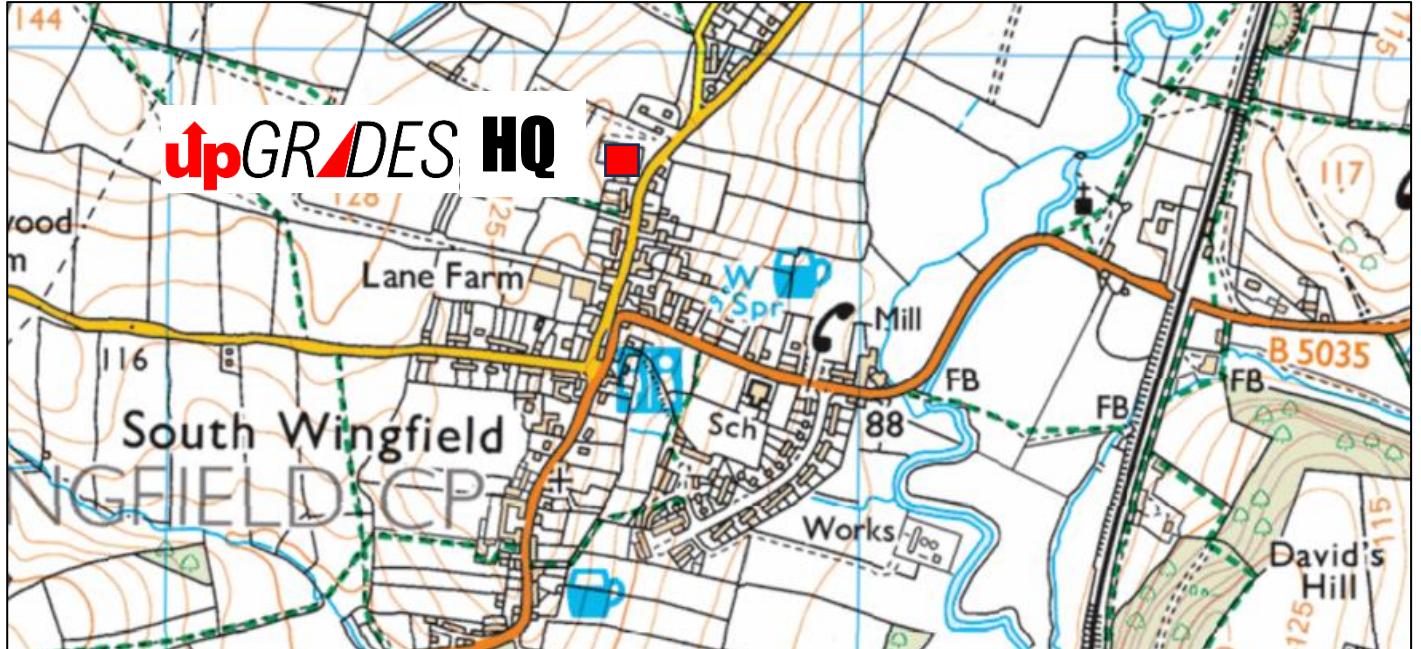 144
upGRADES HQ
117
115
wood
m
128
125
Lane Farm
W
Spr
Mill
116
B 5035
FB
FB
FB
South Wingfield
Sch
88
NGFIELD CP
Works
David's
Hill
115
125